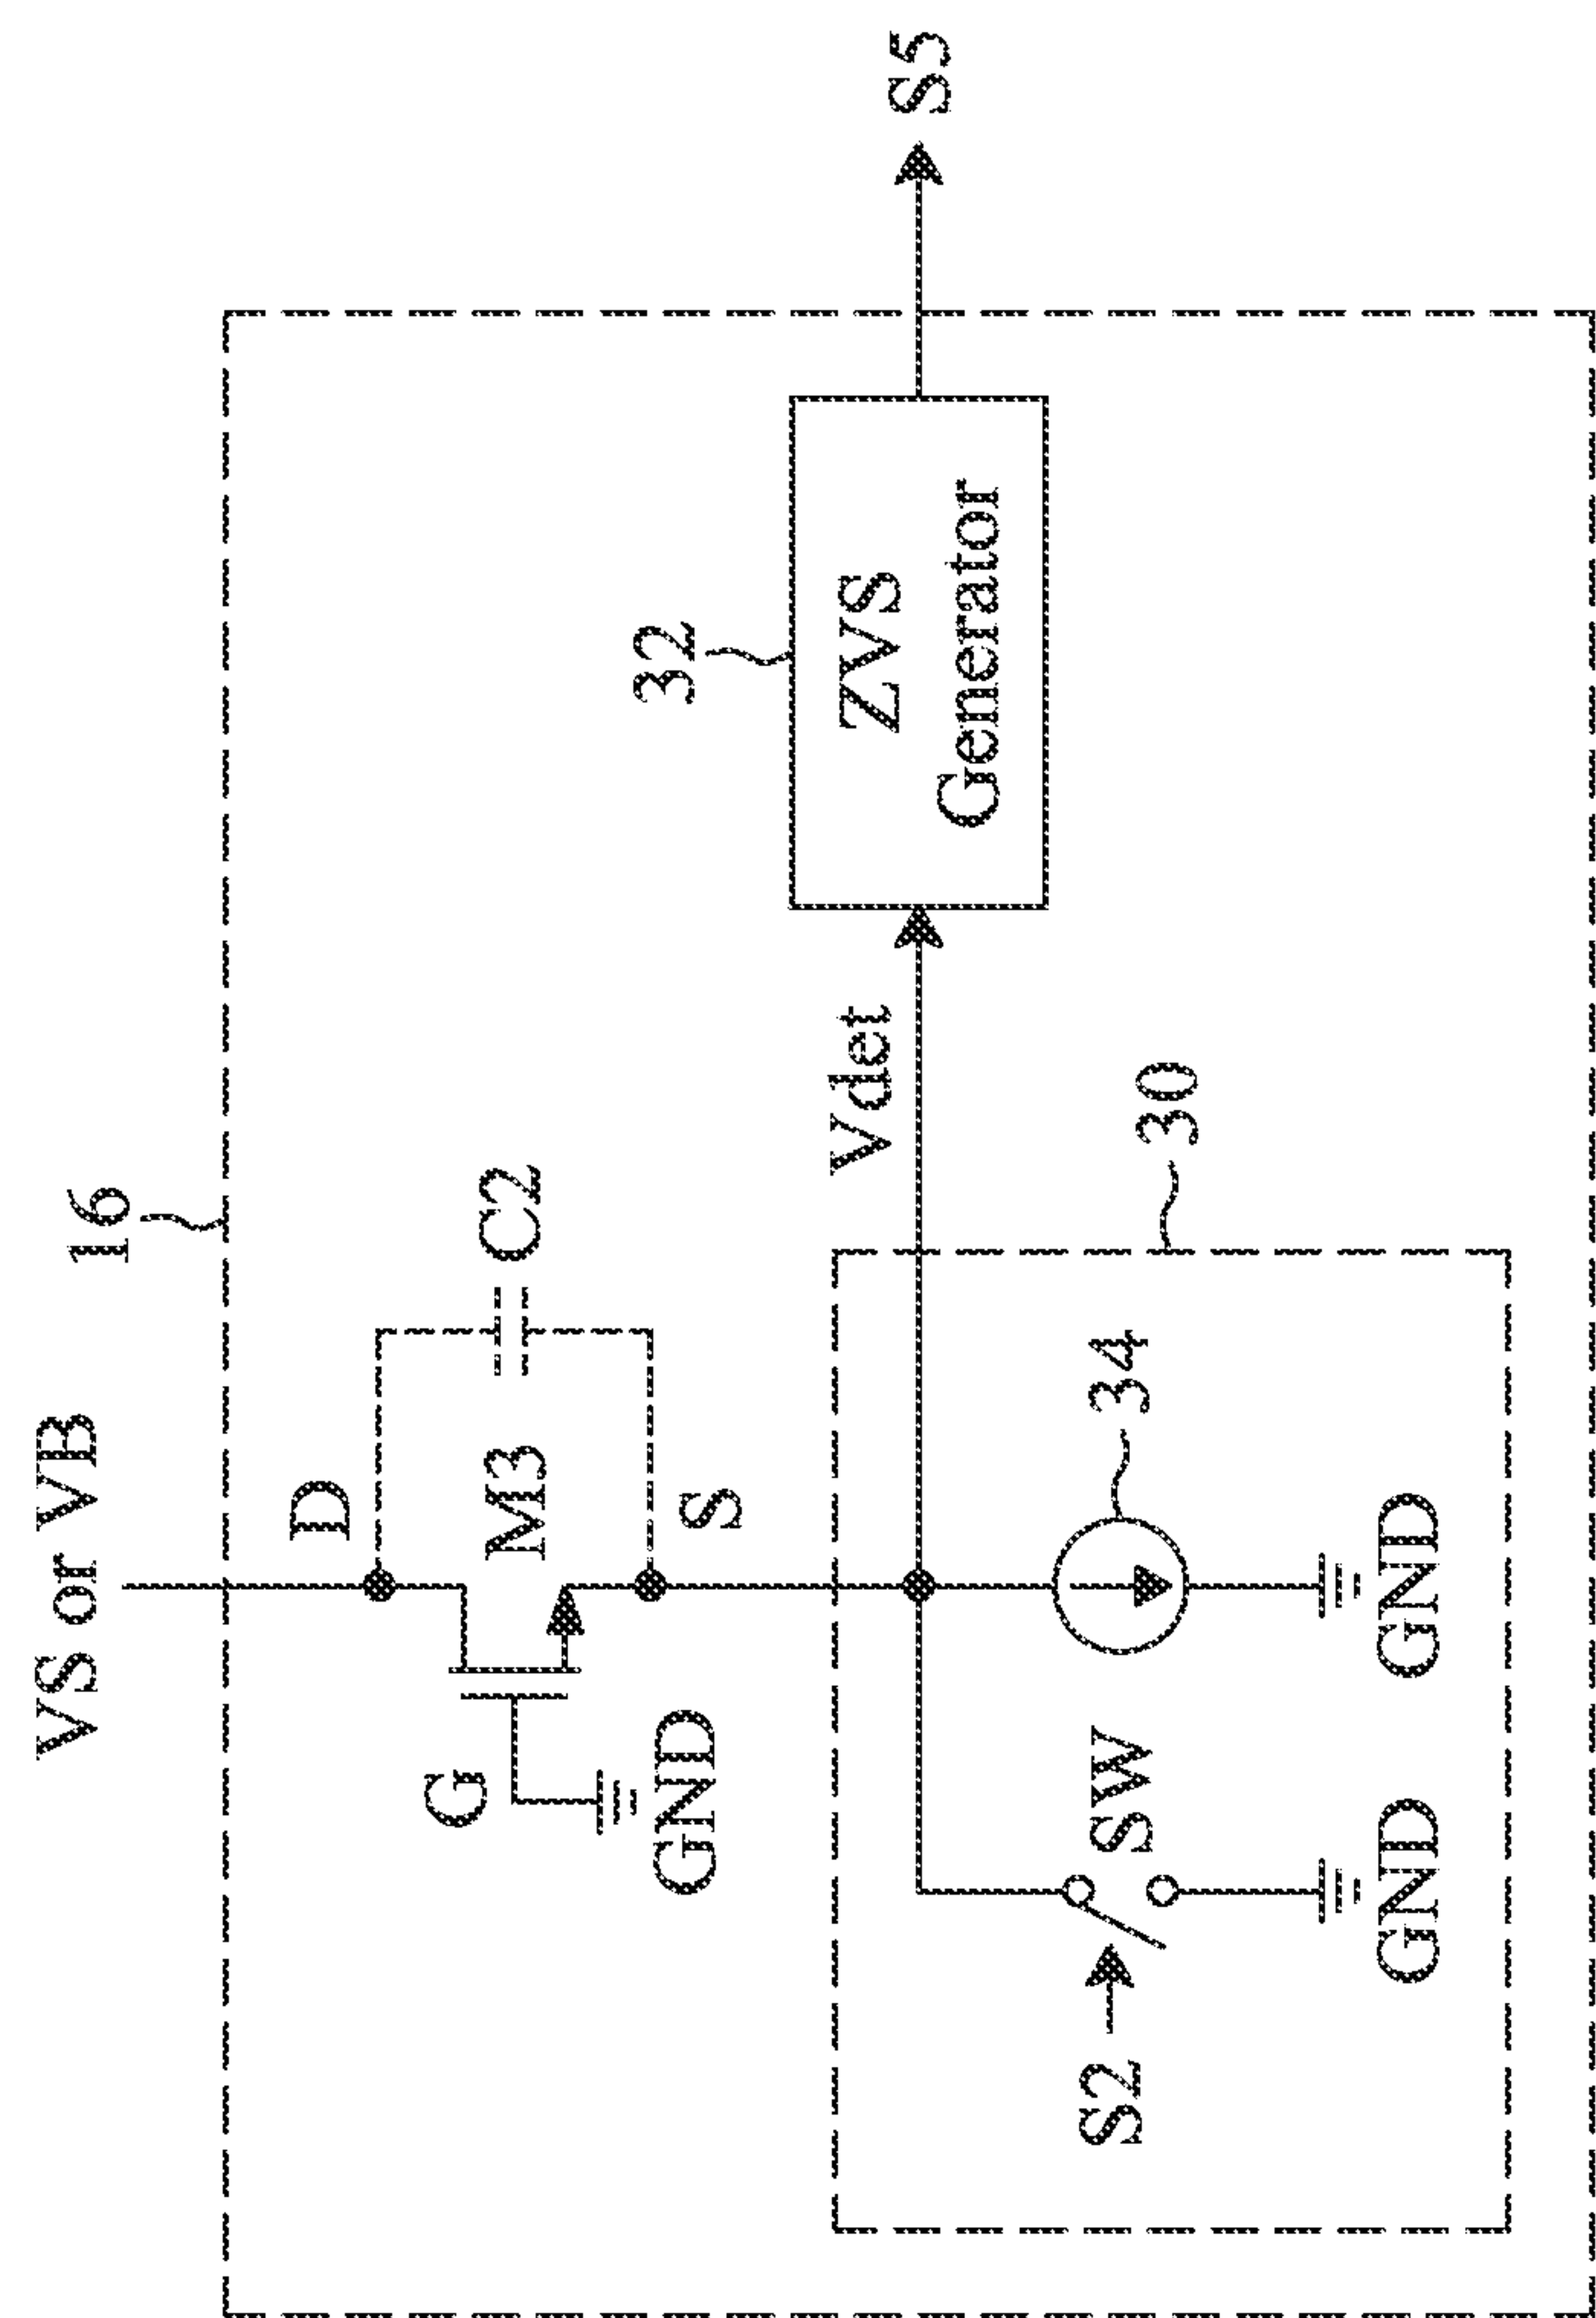 VS or VB
16
D
M3
C2
G
GND
S
32
ZVS
Generator
S5
Vdet
30
S2
SW
34
GND
GND